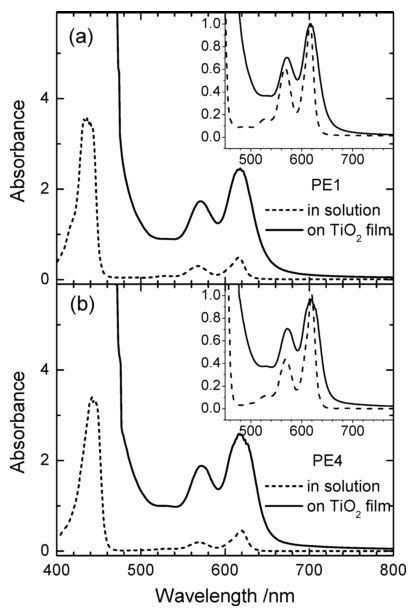 (a)
1.0
0.8
0.6
0.4
0.2
0.0
500 600 700
4
2
0
Absorbance
PE1
in solution
on TiO2 film
(b)
1.0
0.8
0.6
0.4
0.2
0.0
500 600 700
4
2
0
Absorbance
PE4
in solution
on TiO2 film
400 500 600 700 800
Wavelength /nm